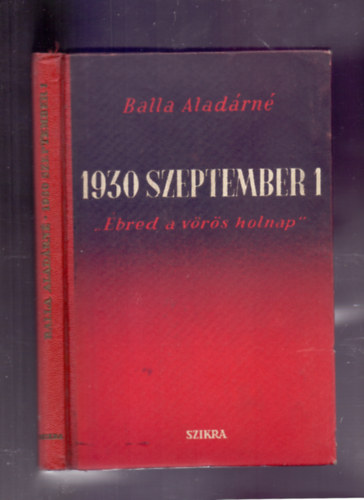 Balla Aladárné
1930 SZEPTEMBER 1
„Ébred a vörös holnap"
SZIKRA